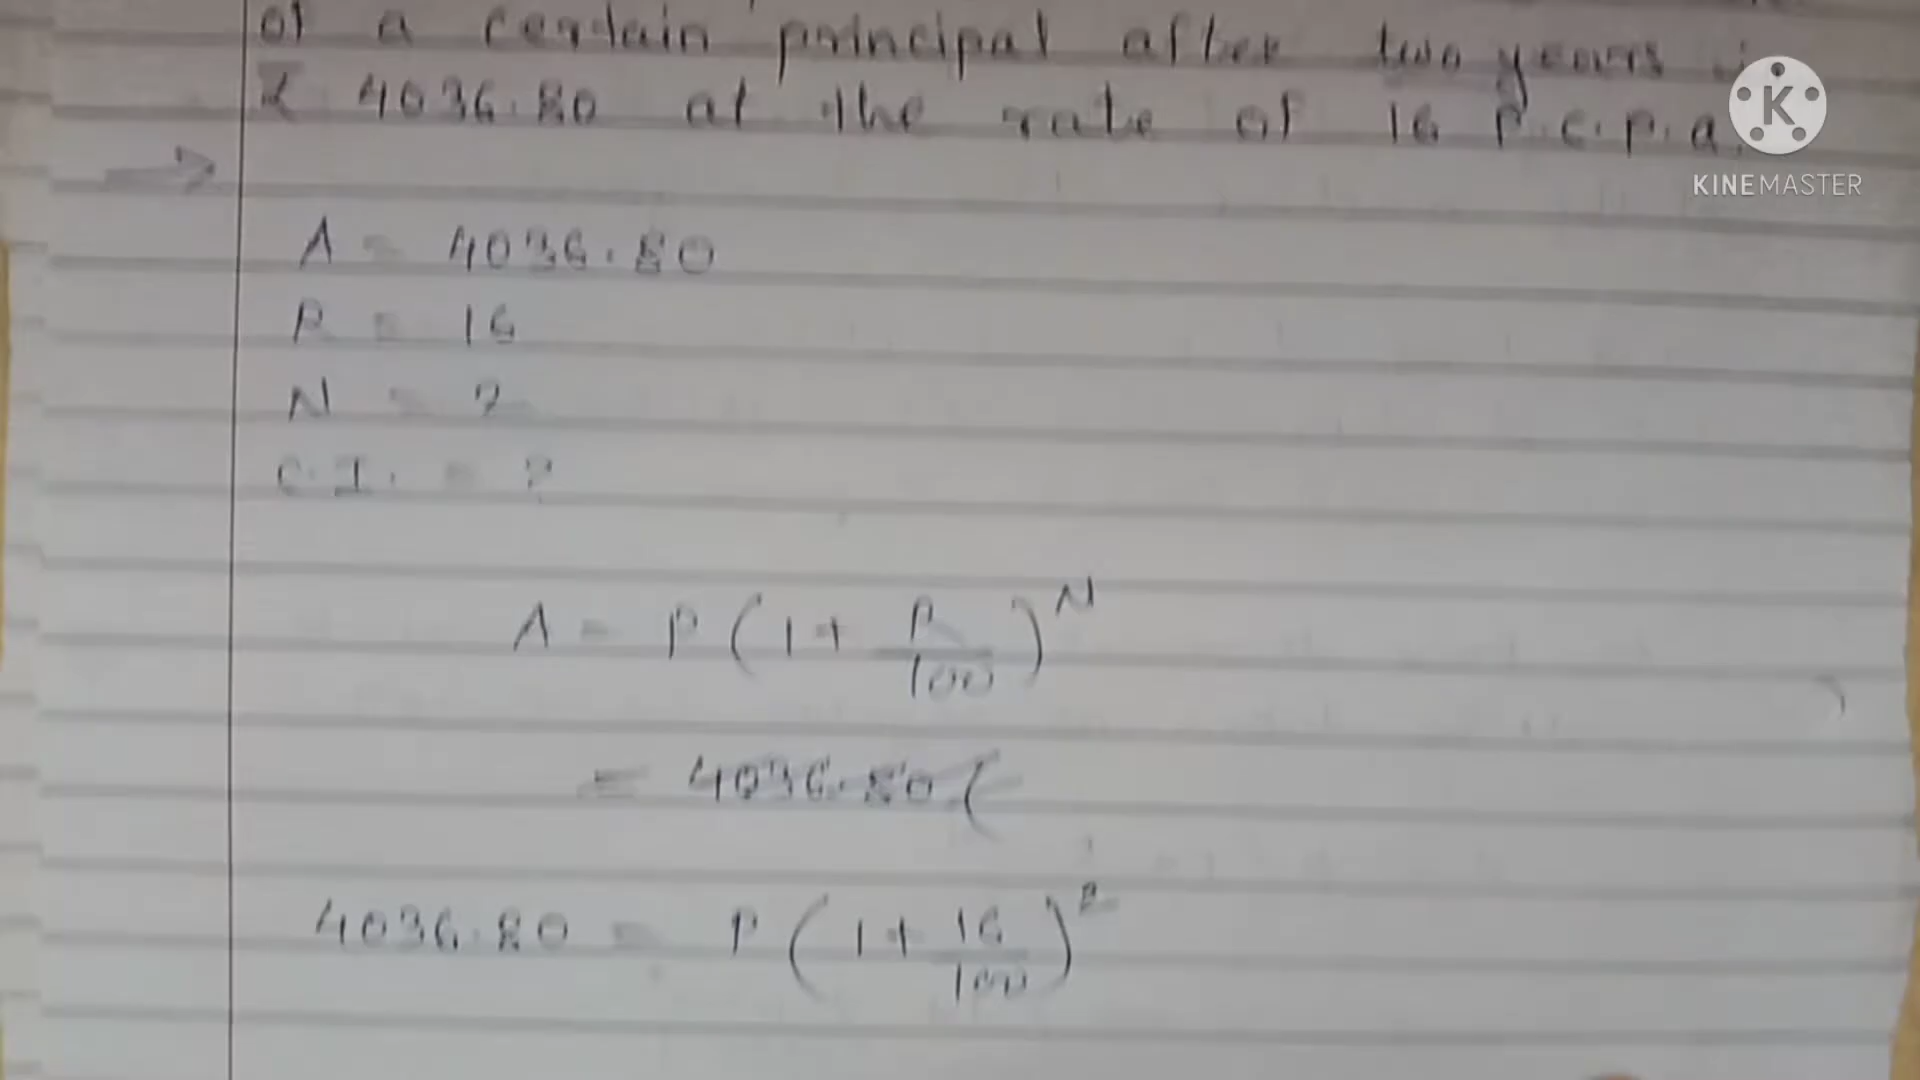 of a certain principal after two years is
₹ 4036.80 at the rate of 16 p.c.p.a.
K
KINEMASTER
A = 4036.80
R = 16
N = 2
C.I. = ?
A = P (1 + R/100)^N
= 4036.80 (
4036.80 = P (1 + 16/100)^2